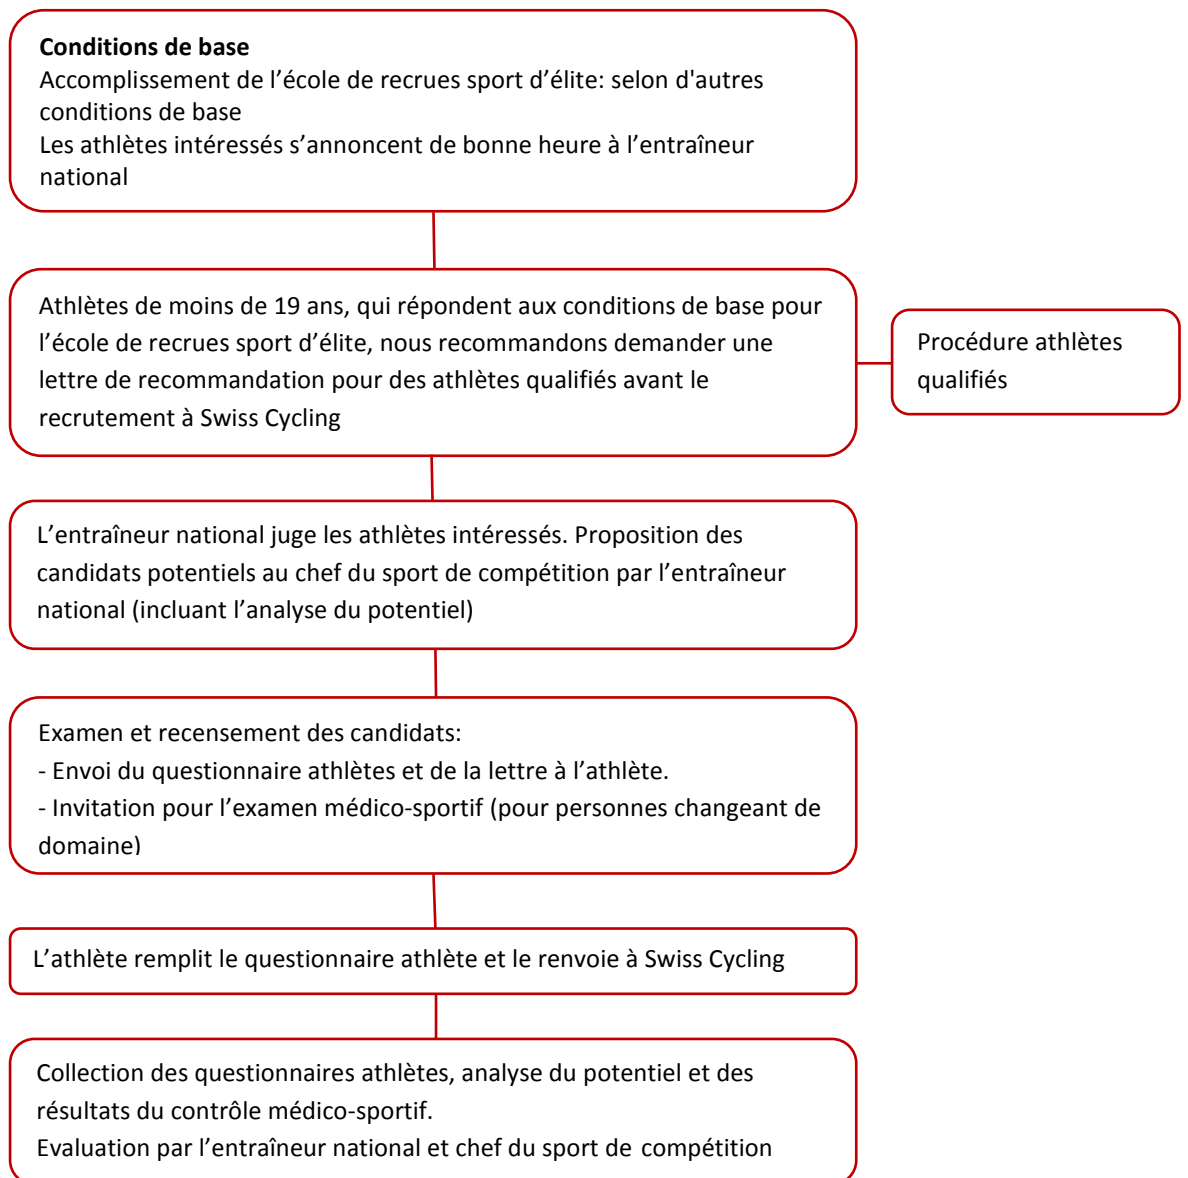 Conditions de base
Accomplissement de l’école de recrues sport d’élite: selon d'autres
conditions de base
Les athlètes intéressés s’annoncent de bonne heure à l’entraîneur
national
Athlètes de moins de 19 ans, qui répondent aux conditions de base pour
l’école de recrues sport d’élite, nous recommandons demander une
lettre de recommandation pour des athlètes qualifiés avant le
recrutement à Swiss Cycling
Procédure athlètes
qualifiés
L’entraîneur national juge les athlètes intéressés. Proposition des
candidats potentiels au chef du sport de compétition par l’entraîneur
national (incluant l’analyse du potentiel)
Examen et recensement des candidats:
- Envoi du questionnaire athlètes et de la lettre à l’athlète.
- Invitation pour l’examen médico-sportif (pour personnes changeant de
domaine)
L’athlète remplit le questionnaire athlète et le renvoie à Swiss Cycling
Collection des questionnaires athlètes, analyse du potentiel et des
résultats du contrôle médico-sportif.
Evaluation par l’entraîneur national et chef du sport de compétition